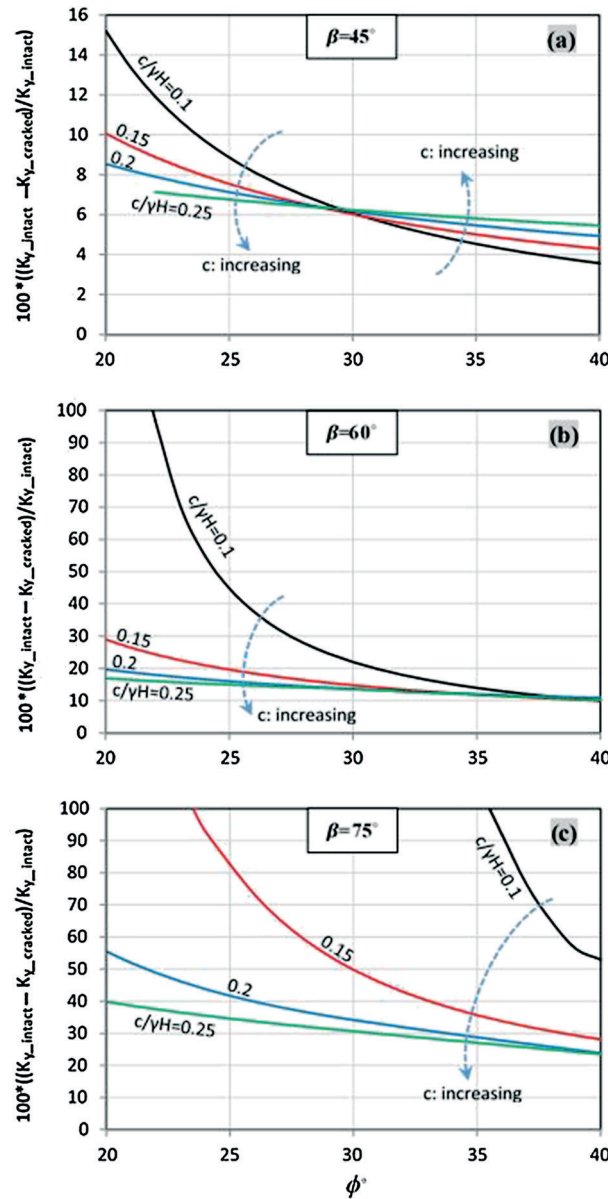 16
14
12
10
8
6
4
2
0
100*((Ky_intact –Ky_cracked)/Ky_intact)
β=45°
(a)
c/γH=0.1
0.15
0.2
c/γH=0.25
c: increasing
c: increasing
20 25 30 35 40
100
90
80
70
60
50
40
30
20
10
0
100*((Ky_intact – Ky_cracked)/Ky_intact)
β=60°
(b)
c/γH=0.1
0.15
0.2
c/γH=0.25
c: increasing
20 25 30 35 40
100
90
80
70
60
50
40
30
20
10
0
100*((Ky_intact – Ky_cracked)/Ky_intact)
β=75°
(c)
c/γH=0.1
0.15
0.2
c/γH=0.25
c: increasing
20 25 30 35 40
ϕ°